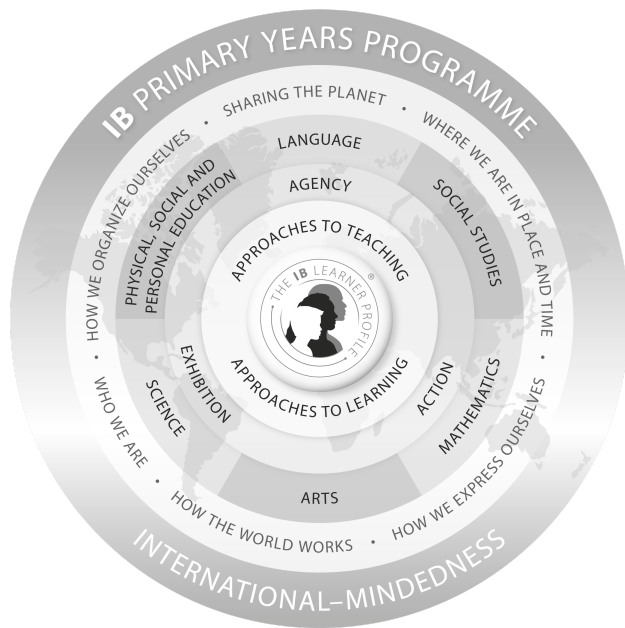 IB PRIMARY YEARS PROGRAMME
SHARING THE PLANET
WHERE WE ARE IN PLACE AND TIME
HOW WE EXPRESS OURSELVES
HOW THE WORLD WORKS
WHO WE ARE
HOW WE ORGANIZE OURSELVES
LANGUAGE
SOCIAL STUDIES
MATHEMATICS
ARTS
SCIENCE
PHYSICAL, SOCIAL AND
PERSONAL EDUCATION
AGENCY
ACTION
EXHIBITION
APPROACHES TO TEACHING
APPROACHES TO LEARNING
• THE IB LEARNER PROFILE •
®
INTERNATIONAL–MINDEDNESS